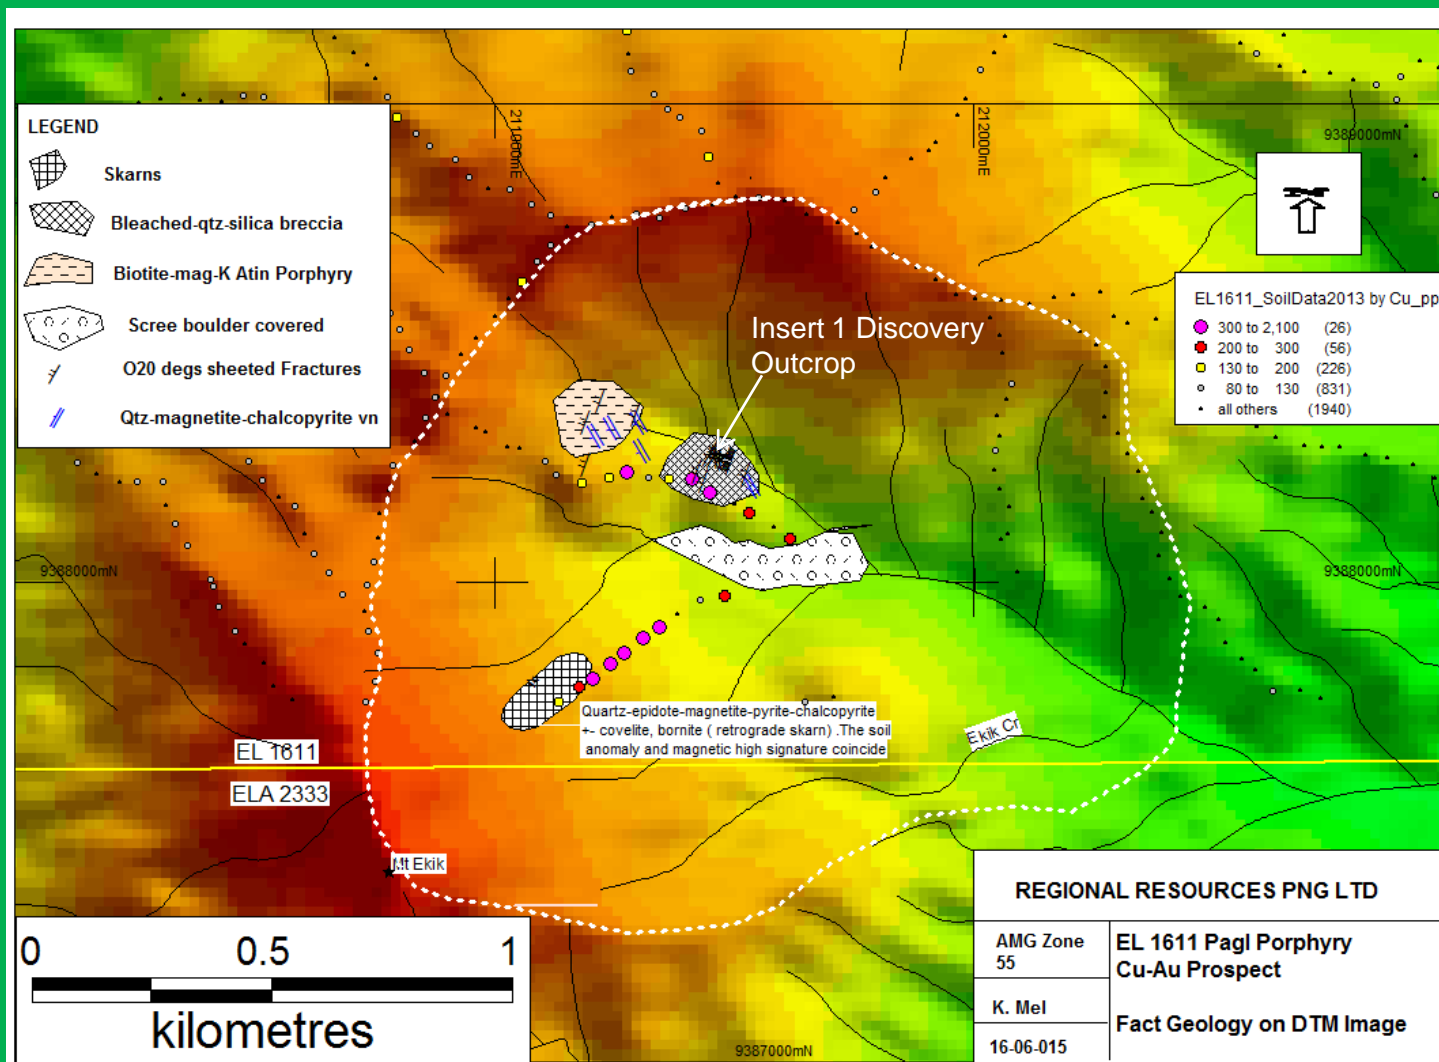 LEGEND
Skarns
Bleached-qtz-silica breccia
Biotite-mag-K Atin Porphyry
Scree boulder covered
O20 degs sheeted Fractures
Qtz-magnetite-chalcopyrite vn
211000mE
212000mE
9389000mN
EL1611_SoilData2013 by Cu_pp
300 to 2,100 (26)
200 to 300 (56)
130 to 200 (226)
80 to 130 (831)
all others (1940)
Insert 1 Discovery
Outcrop
9388000mN
9388000mN
Quartz-epidote-magnetite-pyrite-chalcopyrite
+- covelite, bornite ( retrograde skarn) .The soil
anomaly and magnetic high signature coincide
Ekik Cr
EL 1611
ELA 2333
Mt Ekik
0 0.5 1
kilometres
9387000mN
REGIONAL RESOURCES PNG LTD
AMG Zone
55
K. Mel
16-06-015
EL 1611 Pagl Porphyry
Cu-Au Prospect
Fact Geology on DTM Image